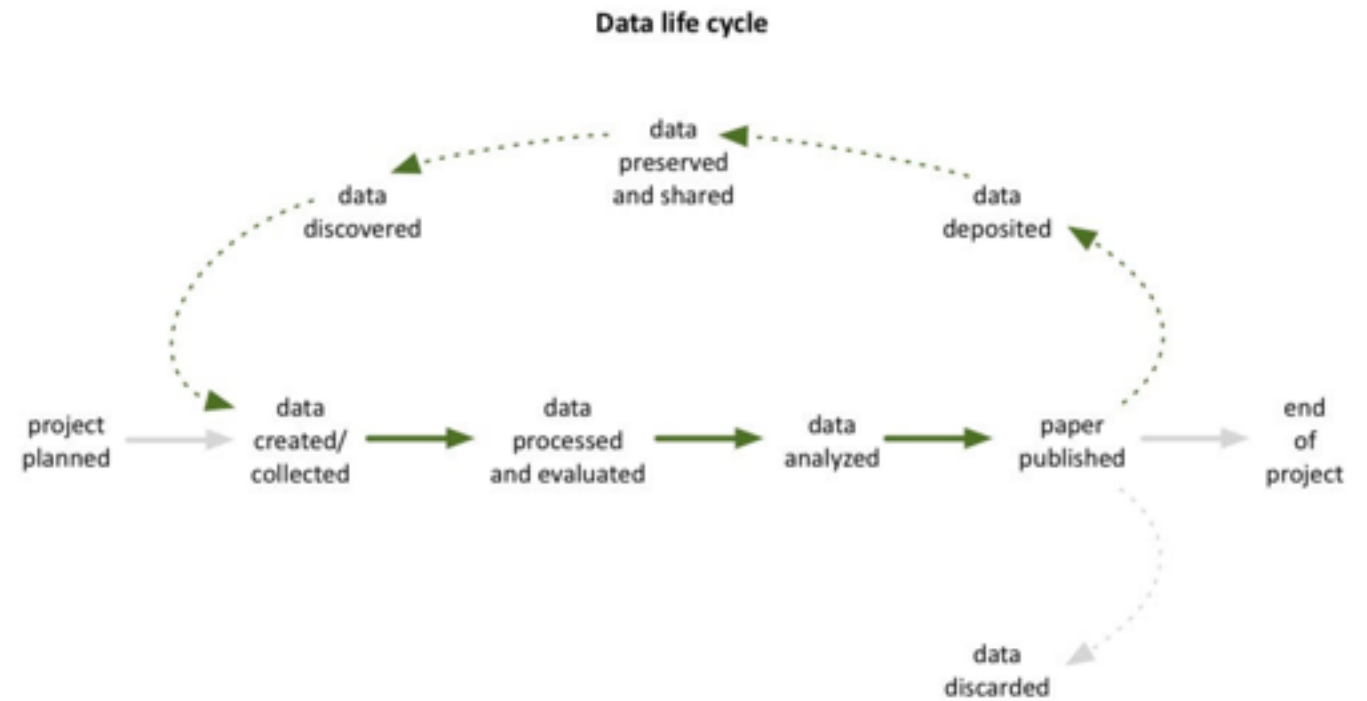 Data life cycle
data
preserved
and shared
data
discovered
data
deposited
project
planned
data
created/
collected
data
processed
and evaluated
data
analyzed
paper
published
end
of
project
data
discarded